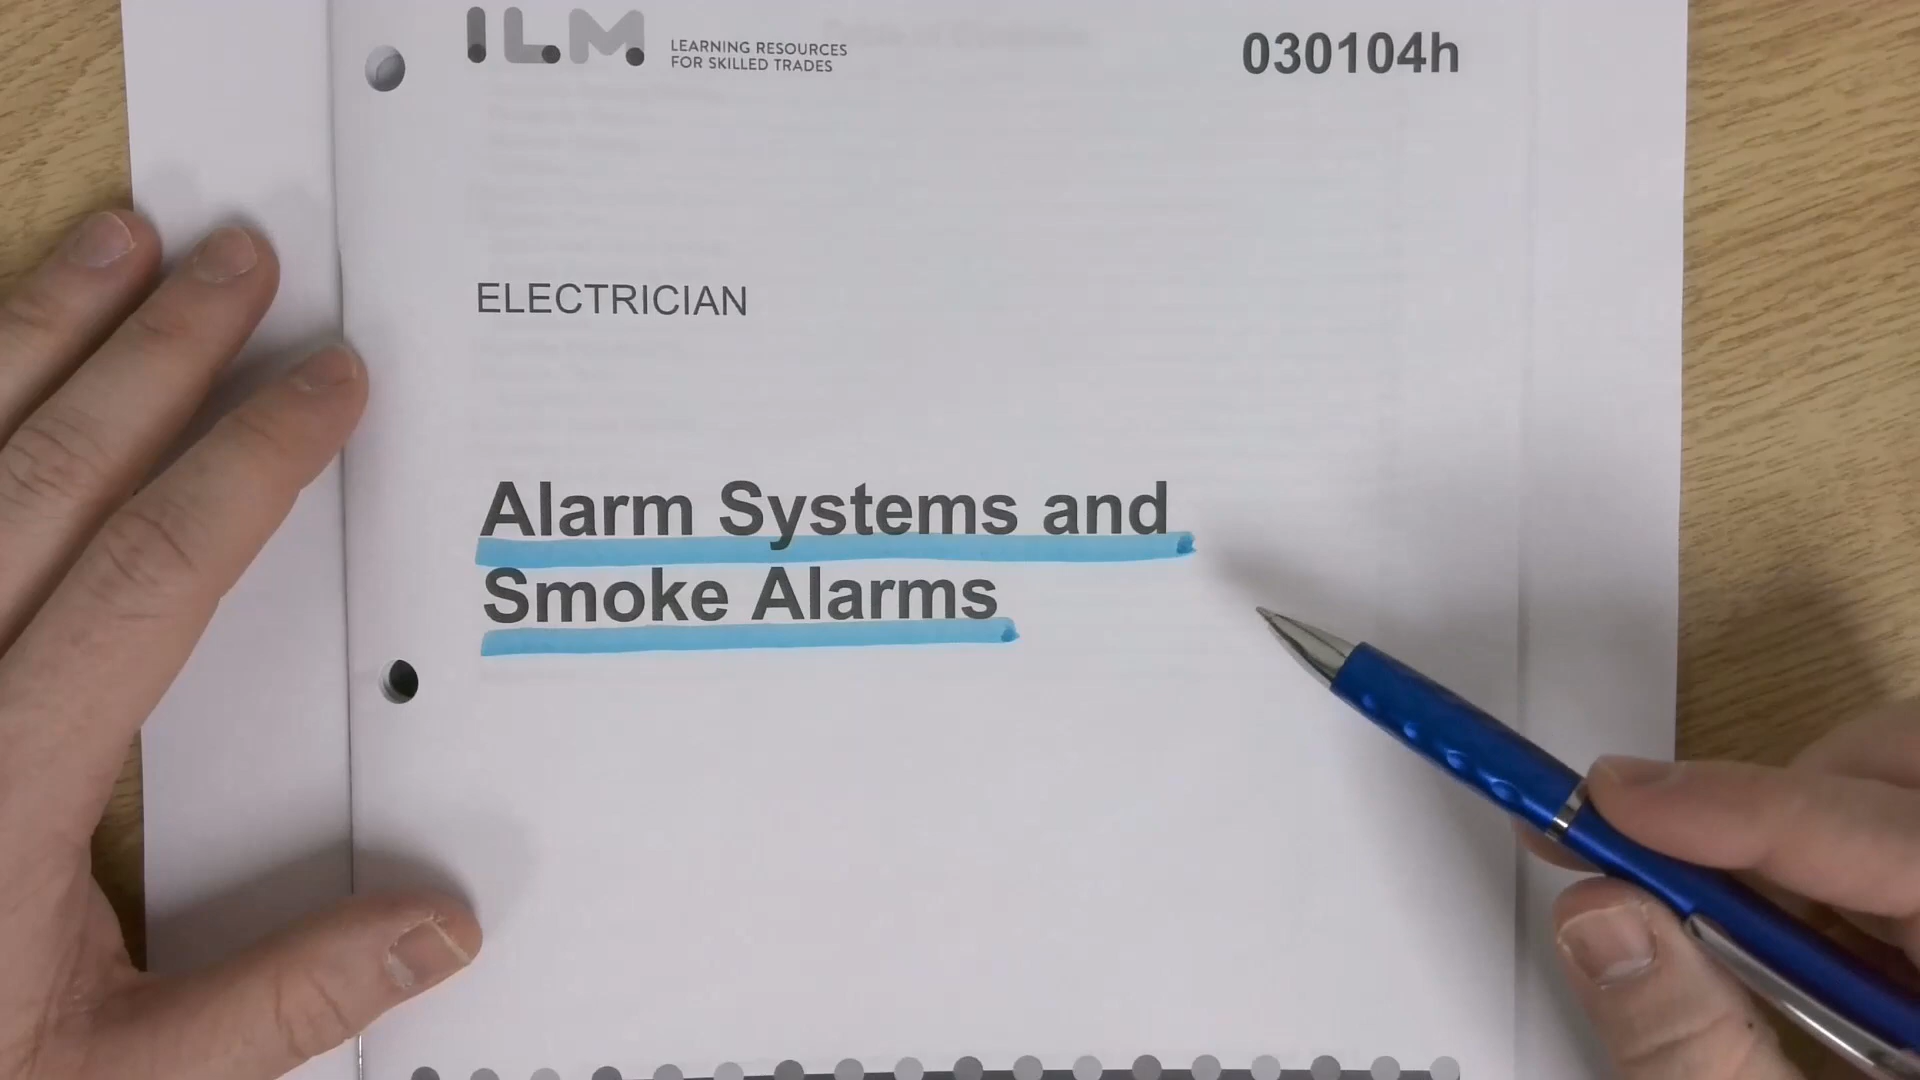 ILM
LEARNING RESOURCES
FOR SKILLED TRADES
030104h
ELECTRICIAN
Alarm Systems and
Smoke Alarms